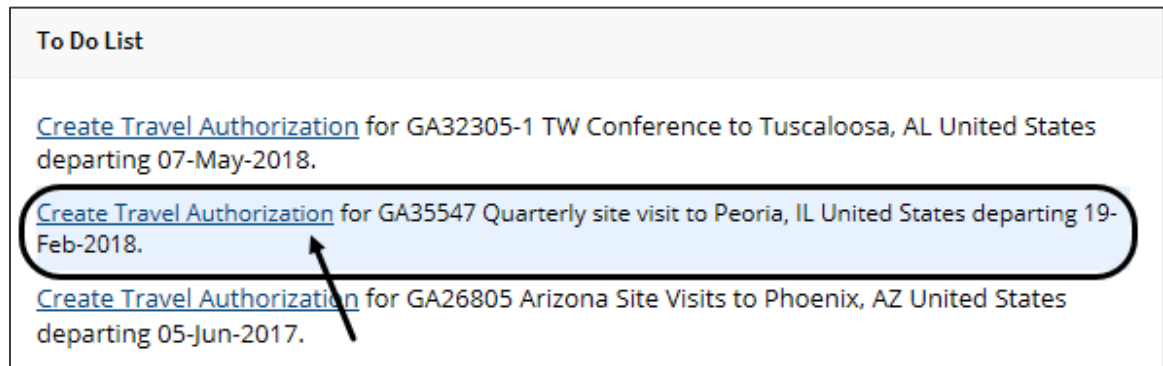 To Do List
Create Travel Authorization for GA32305-1 TW Conference to Tuscaloosa, AL United States
departing 07-May-2018.
Create Travel Authorization for GA35547 Quarterly site visit to Peoria, IL United States departing 19-
Feb-2018.
Create Travel Authorization for GA26805 Arizona Site Visits to Phoenix, AZ United States
departing 05-Jun-2017.